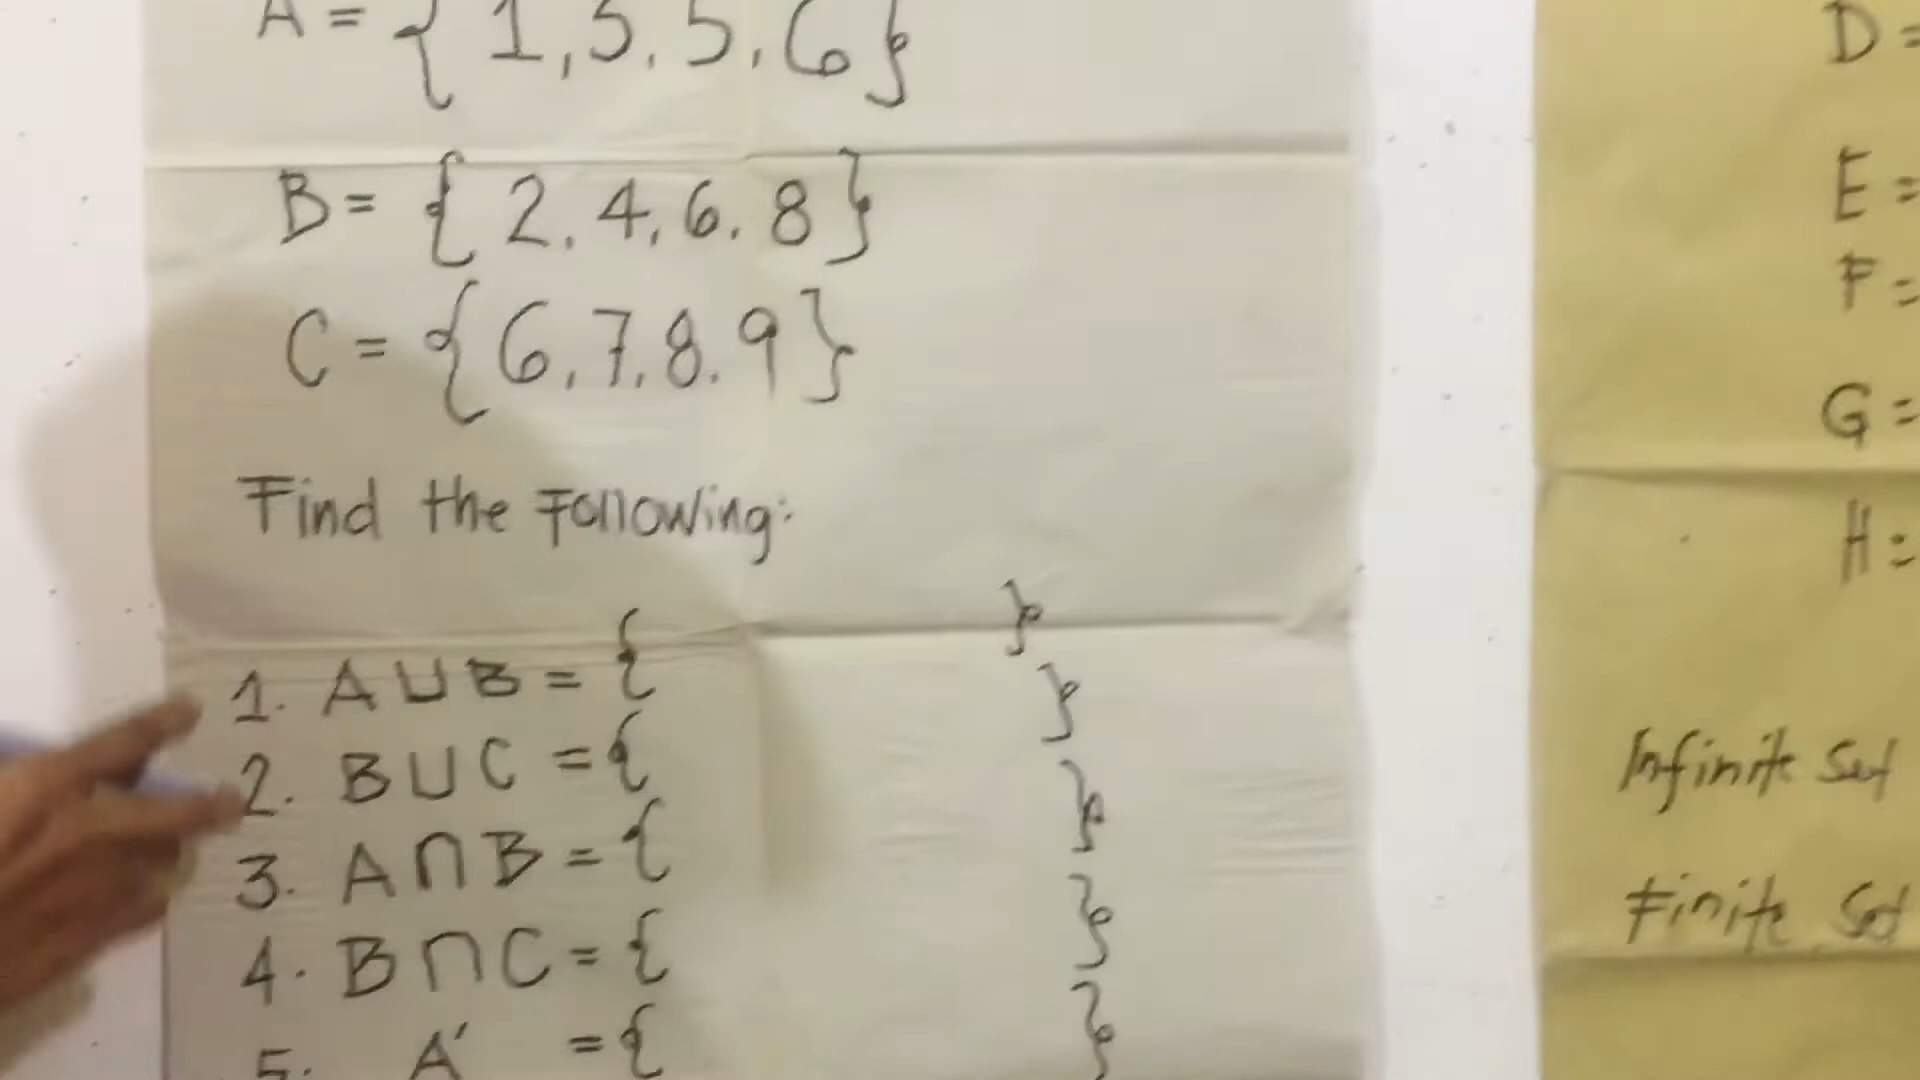 A = { 1, 3, 5, 6 }
B = { 2, 4, 6, 8 }
C = { 6, 7, 8, 9 }
Find the Following:
1. A ∪ B = { }
2. B ∪ C = { }
3. A ∩ B = { }
4. B ∩ C = { }
5. A' = { }
D =
E =
F =
G =
H =
Infinite Set
Finite Set